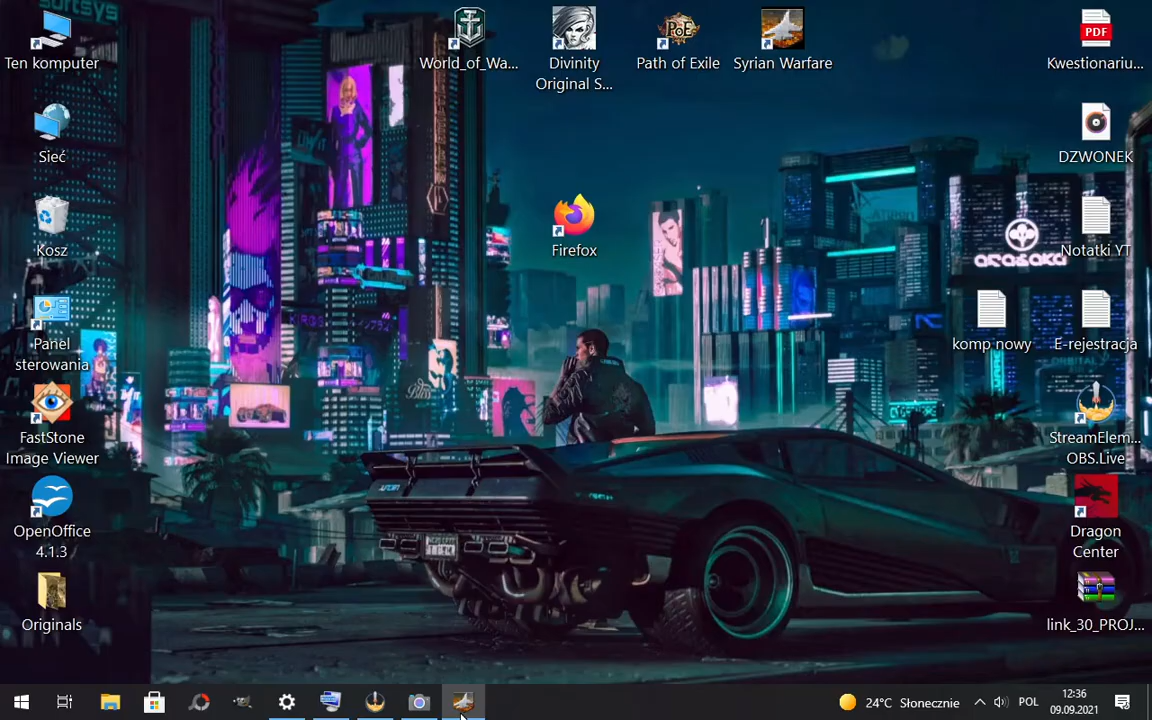 Ten komputer
World_of_Wa...
Divinity
Original S...
Path of Exile
Syrian Warfare
PDF
Kwestionariu...
Sieć
DZWONEK
Kosz
Firefox
arasaka
Notatki YT
Panel
sterowania
komp nowy
E-rejestracja
FastStone
Image Viewer
StreamElem...
OBS.Live
OpenOffice
4.1.3
Dragon
Center
Originals
link_30_PROJ...
24°C Słonecznie
POL
12:36
09.09.2021